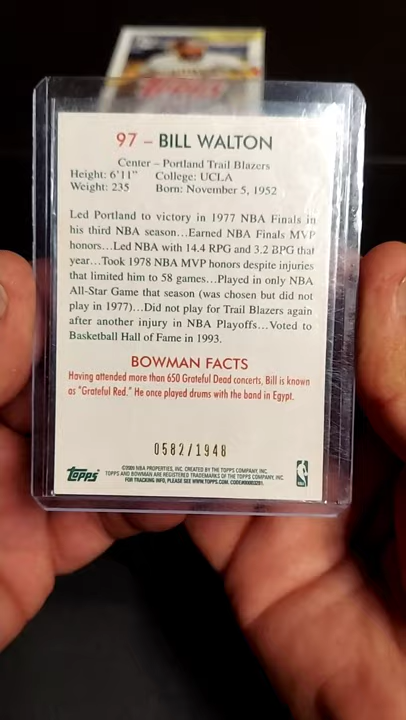 Topps
97 – BILL WALTON
Center – Portland Trail Blazers
Height: 6'11" College: UCLA
Weight: 235 Born: November 5, 1952
Led Portland to victory in 1977 NBA Finals in
his third NBA season...Earned NBA Finals MVP
honors...Led NBA with 14.4 RPG and 3.2 BPG that
year...Took 1978 NBA MVP honors despite injuries
that limited him to 58 games...Played in only NBA
All-Star Game that season (was chosen but did not
play in 1977)...Did not play for Trail Blazers again
after another injury in NBA Playoffs...Voted to
Basketball Hall of Fame in 1993.
BOWMAN FACTS
Having attended more than 650 Grateful Dead concerts, Bill is known
as "Grateful Red." He once played drums with the band in Egypt.
0582/1948
Topps
©2009 NBA PROPERTIES, INC. CREATED BY THE TOPPS COMPANY, INC.
TOPPS AND BOWMAN ARE REGISTERED TRADEMARKS OF THE TOPPS COMPANY, INC.
FOR TRACKING INFO, PLEASE SEE WWW.TOPPS.COM.